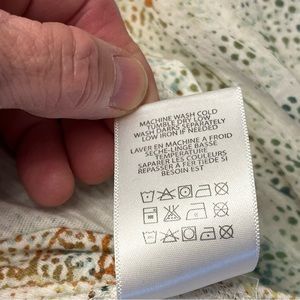 MACHINE WASH COLD
TUMBLE DRY LOW
WASH DARKS SEPARATELY
LOW IRON IF NEEDED
LAVER EN MACHINE A FROID
SECHE-LINGE BASSE
TEMPERATURE
SAPARER LES COULEURS
REPASSER A FER TIEDE SI
BESOIN EST